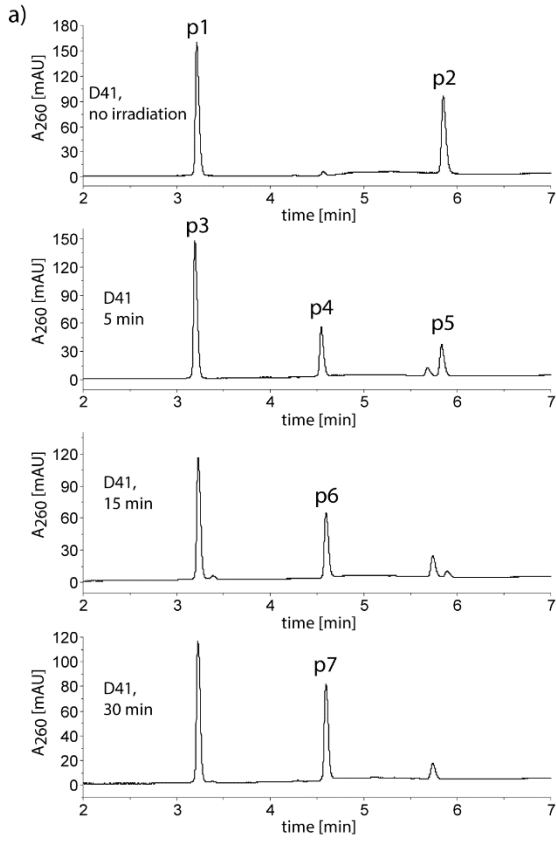 a)
p1
p2
180
150
120
90
60
30
0
A260 [mAU]
D41,
no irradiation
2 3 4 5 6 7
time [min]
p3
p4
p5
150
120
90
60
30
0
A260 [mAU]
D41
5 min
2 3 4 5 6 7
time [min]
p6
120
90
60
30
0
A260 [mAU]
D41,
15 min
2 3 4 5 6 7
time [min]
p7
120
100
80
60
40
20
0
A260 [mAU]
D41,
30 min
2 3 4 5 6 7
time [min]